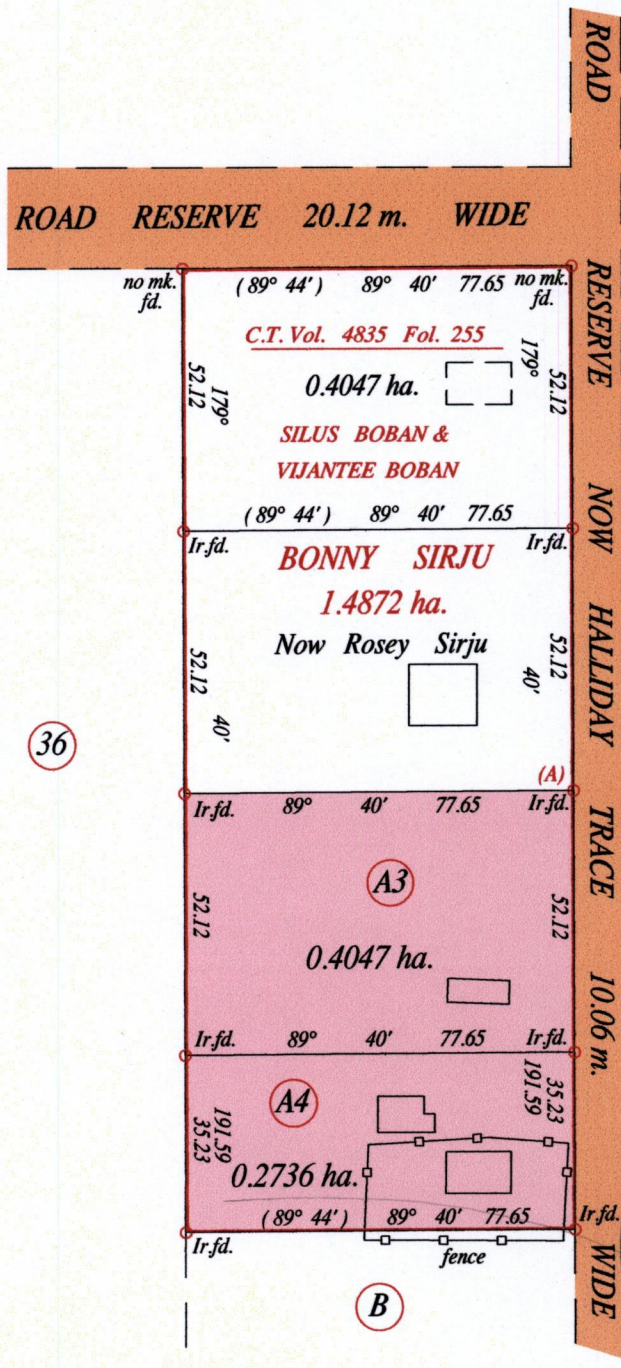 ROAD RESERVE 20.12 m. WIDE
ROAD RESERVE NOW HALLIDAY TRACE 10.06 m. WIDE
no mk. fd.
(89° 44') 89° 40' 77.65
no mk. fd.
C.T. Vol. 4835 Fol. 255
179°
52.12
0.4047 ha.
179°
52.12
SILUS BOBAN &
VIJANTEE BOBAN
(89° 44') 89° 40' 77.65
Ir.fd.
Ir.fd.
BONNY SIRJU
1.4872 ha.
Now Rosey Sirju
52.12
40'
52.12
40'
36
(A)
Ir.fd. 89° 40' 77.65 Ir.fd.
A3
52.12
52.12
0.4047 ha.
Ir.fd. 89° 40' 77.65 Ir.fd.
A4
191.59
35.23
35.23
191.59
0.2736 ha.
(89° 44') 89° 40' 77.65
Ir.fd.
Ir.fd.
fence
B